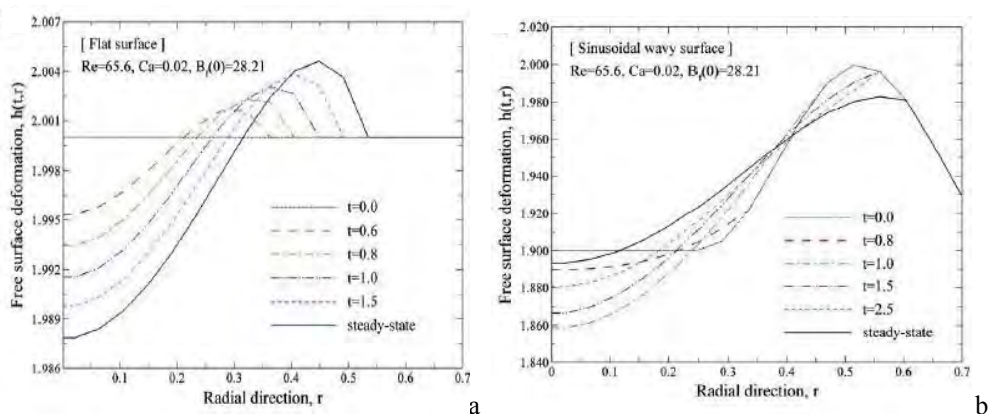 [ Flat surface ]
Re=65.6, Ca=0.02, Bf(0)=28.21
Free surface deformation, h(t,r)
2.007
2.004
2.001
1.998
1.995
1.992
1.989
1.986
t=0.0
t=0.6
t=0.8
t=1.0
t=1.5
steady-state
0 0.1 0.2 0.3 0.4 0.5 0.6 0.7
Radial direction, r
a
[ Sinusoidal wavy surface ]
Re=65.6, Ca=0.02, Bf(0)=28.21
Free surface deformation, h(t,r)
2.020
2.000
1.980
1.960
1.940
1.920
1.900
1.880
1.860
1.840
t=0.0
t=0.8
t=1.0
t=1.5
t=2.5
steady-state
0 0.1 0.2 0.3 0.4 0.5 0.6 0.7
Radial direction, r
b